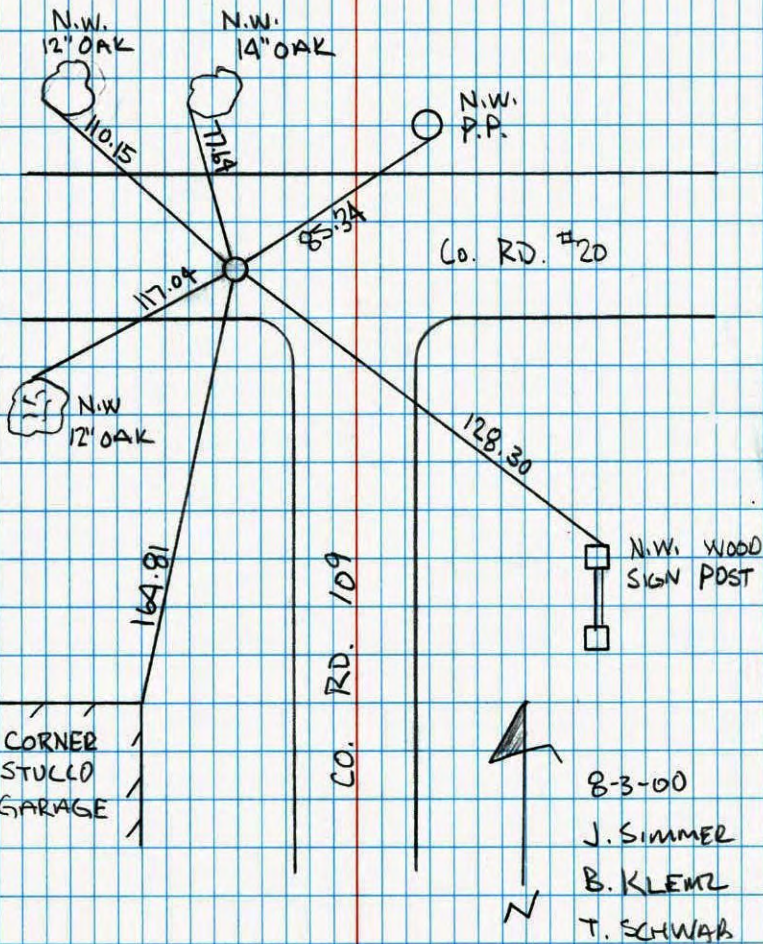 N.W.
12" OAK
N.W.
14" OAK
N.W.
P.P.
110.15
77.64
85.34
CO. RD. #20
117.04
N.W
12" OAK
128.30
164.81
CO. RD. 109
N.W. WOOD
SIGN POST
CORNER
STUCCO
GARAGE
N
8-3-00
J. SIMMER
B. KLEMZ
T. SCHWAB